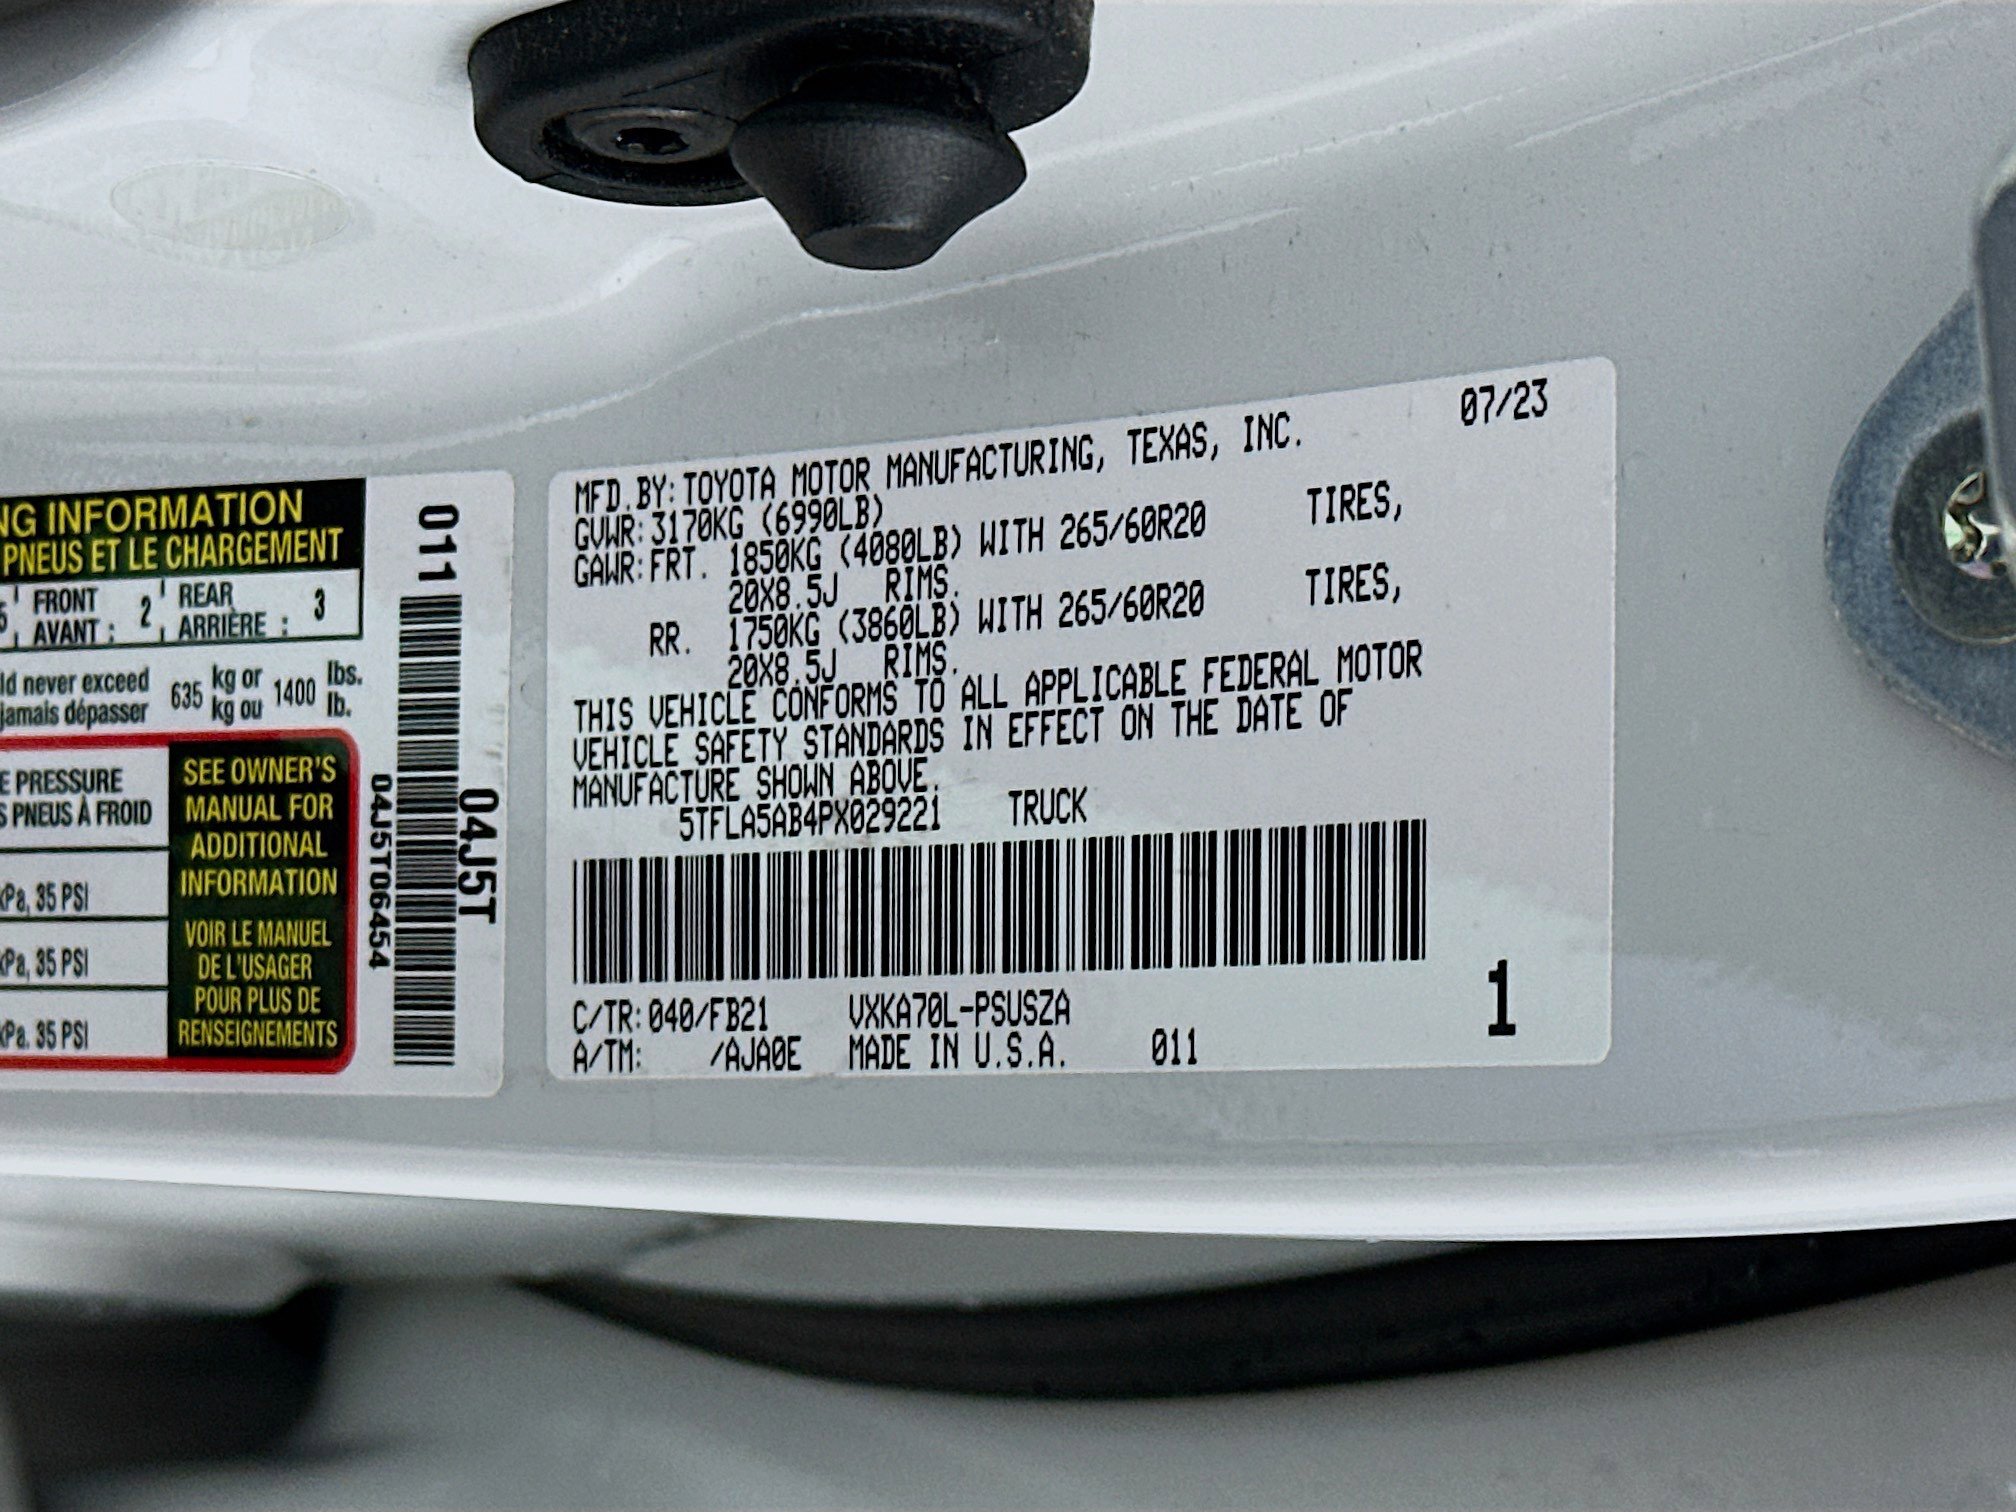 NG INFORMATION
PNEUS ET LE CHARGEMENT
5 FRONT AVANT : 2 REAR ARRIÈRE : 3
ld never exceed 635 kg or 1400 lbs.
jamais dépasser kg ou lb.
E PRESSURE
S PNEUS À FROID
kPa, 35 PSI
kPa, 35 PSI
kPa. 35 PSI
SEE OWNER'S
MANUAL FOR
ADDITIONAL
INFORMATION
VOIR LE MANUEL
DE L'USAGER
POUR PLUS DE
RENSEIGNEMENTS
011
04J5T06454
04J5T
07/23
MFD.BY:TOYOTA MOTOR MANUFACTURING, TEXAS, INC.
GVWR:3170KG (6990LB)
GAWR:FRT. 1850KG (4080LB) WITH 265/60R20 TIRES,
20X8.5J RIMS.
RR. 1750KG (3860LB) WITH 265/60R20 TIRES,
20X8.5J RIMS.
THIS VEHICLE CONFORMS TO ALL APPLICABLE FEDERAL MOTOR
VEHICLE SAFETY STANDARDS IN EFFECT ON THE DATE OF
MANUFACTURE SHOWN ABOVE.
5TFLA5AB4PX029221 TRUCK
C/TR:040/FB21 VXKA70L-PSUSZA
A/TM: /AJA0E MADE IN U.S.A. 011
1